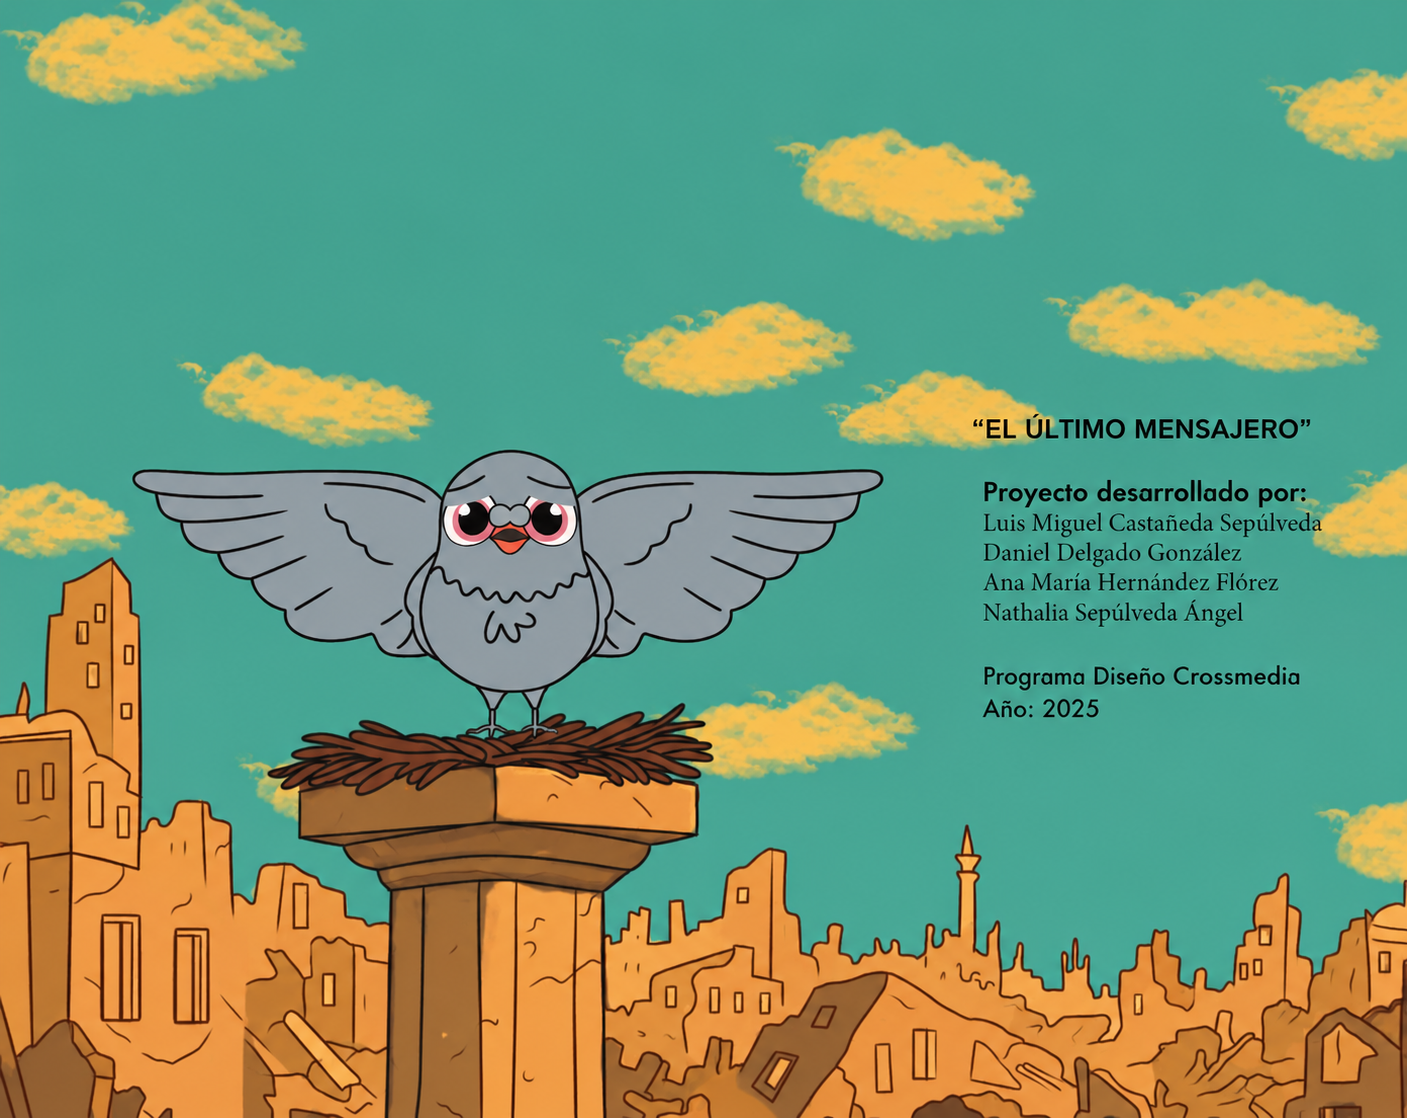 “EL ÚLTIMO MENSAJERO”
Proyecto desarrollado por:
Luis Miguel Castañeda Sepúlveda
Daniel Delgado González
Ana María Hernández Flórez
Nathalia Sepúlveda Ángel
Programa Diseño Crossmedia
Año: 2025